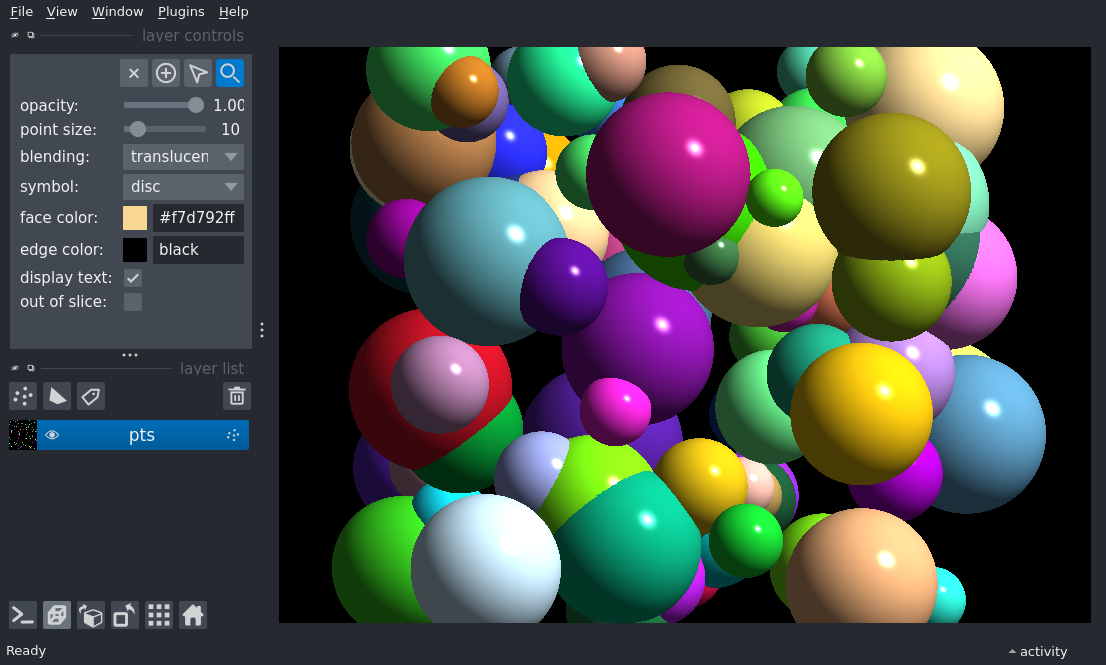 File View Window Plugins Help
layer controls
opacity: 1.00
point size: 10
blending: translucen
symbol: disc
face color: #f7d792ff
edge color: black
display text:
out of slice:
layer list
pts
Ready
activity